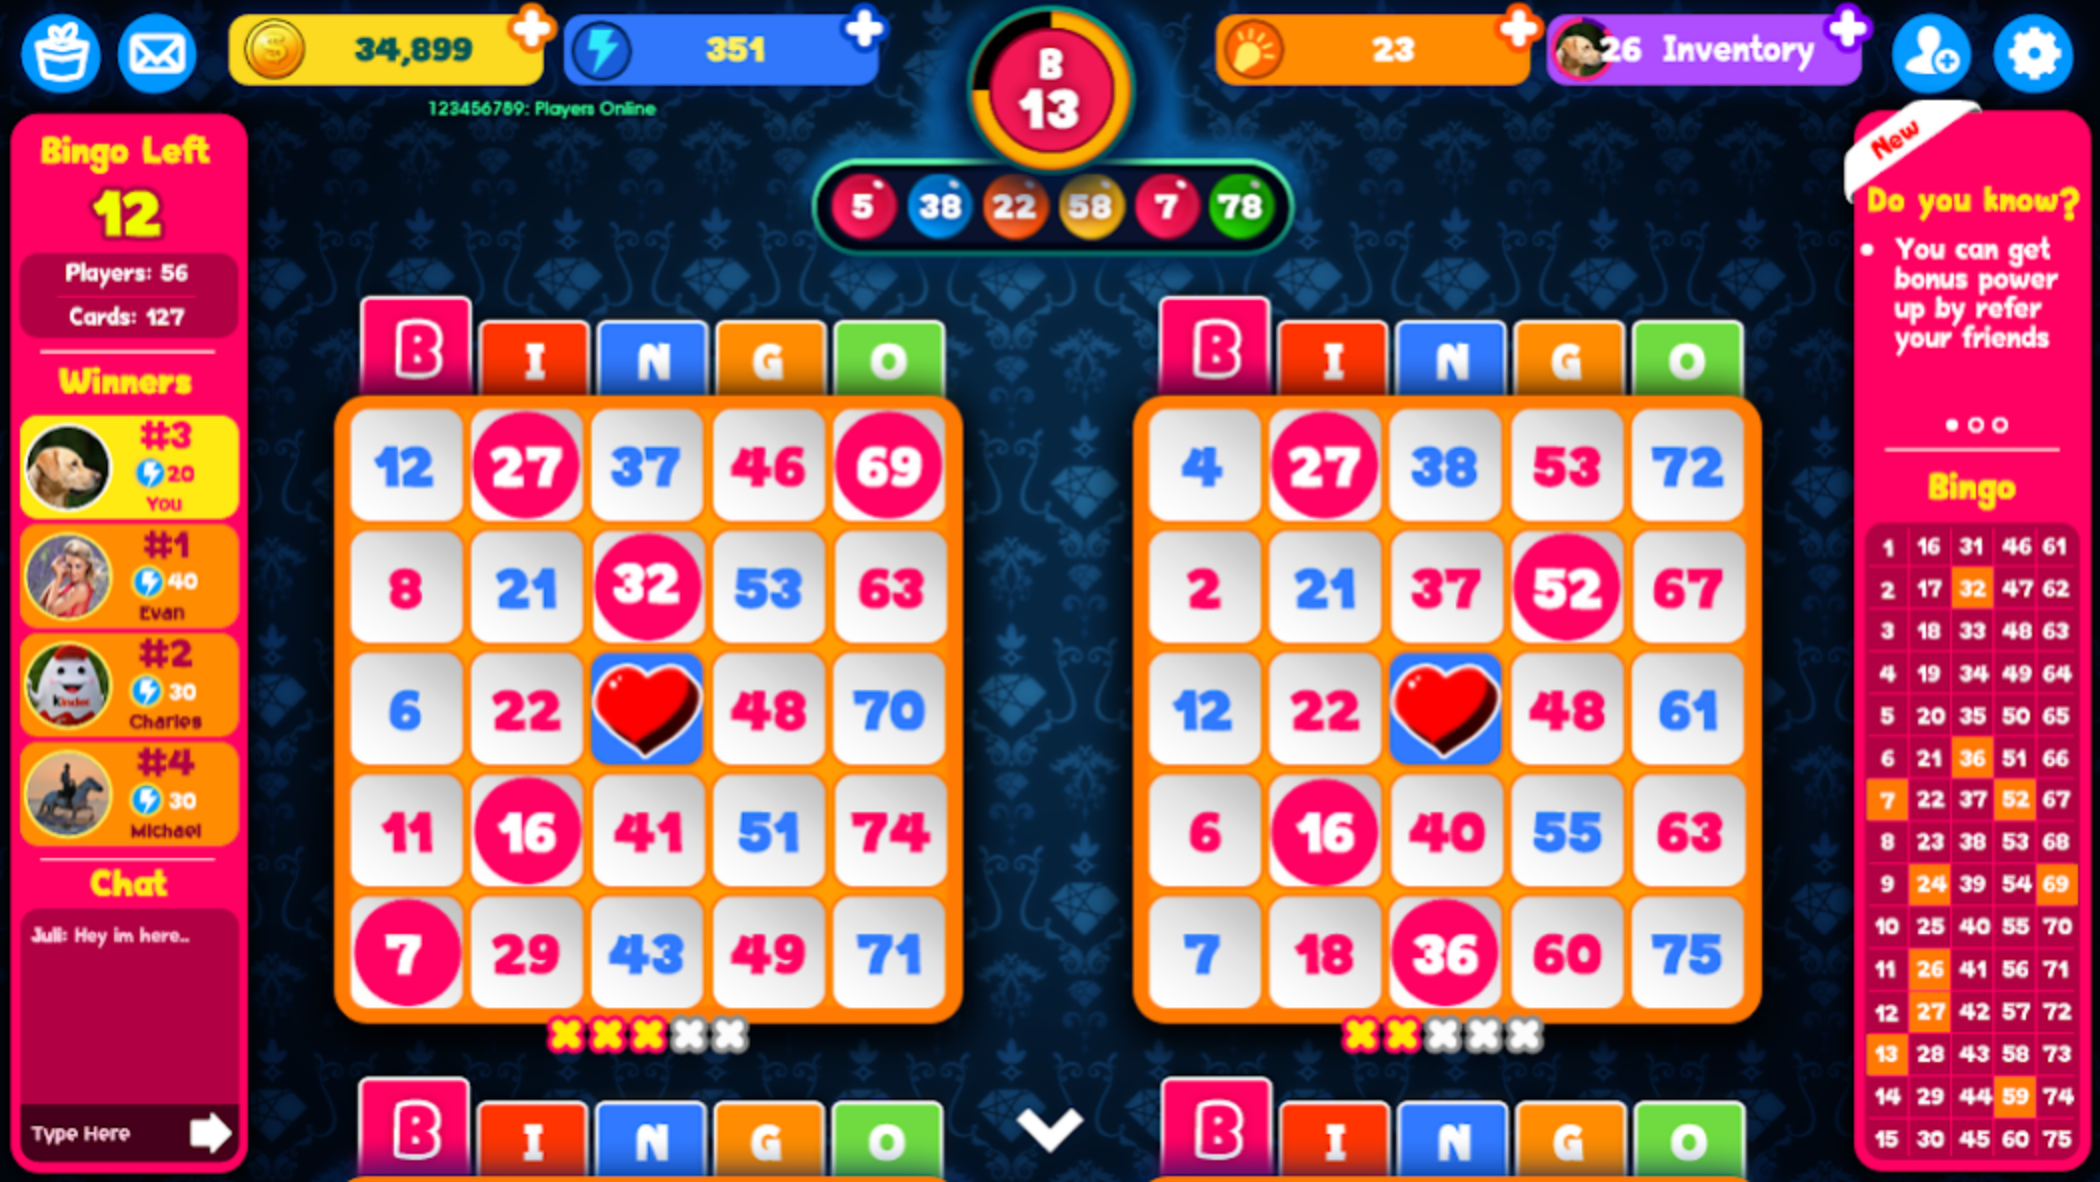 34,899
351
B
13
23
26 Inventory
123456789: Players Online
5 38 22 58 7 78
Bingo Left
12
Players: 56
Cards: 127
Winners
#3
20
You
#1
40
Evan
#2
30
Charles
Kinder
#4
30
Michael
Chat
Juli: Hey im here..
Type Here
B I N G O
12 27 37 46 69
8 21 32 53 63
6 22 48 70
11 16 41 51 74
7 29 43 49 71
B I N G O
4 27 38 53 72
2 21 37 52 67
12 22 48 61
6 16 40 55 63
7 18 36 60 75
B I N G O
B I N G O
New
Do you know?
• You can get
bonus power
up by refer
your friends
Bingo
1 16 31 46 61
2 17 32 47 62
3 18 33 48 63
4 19 34 49 64
5 20 35 50 65
6 21 36 51 66
7 22 37 52 67
8 23 38 53 68
9 24 39 54 69
10 25 40 55 70
11 26 41 56 71
12 27 42 57 72
13 28 43 58 73
14 29 44 59 74
15 30 45 60 75